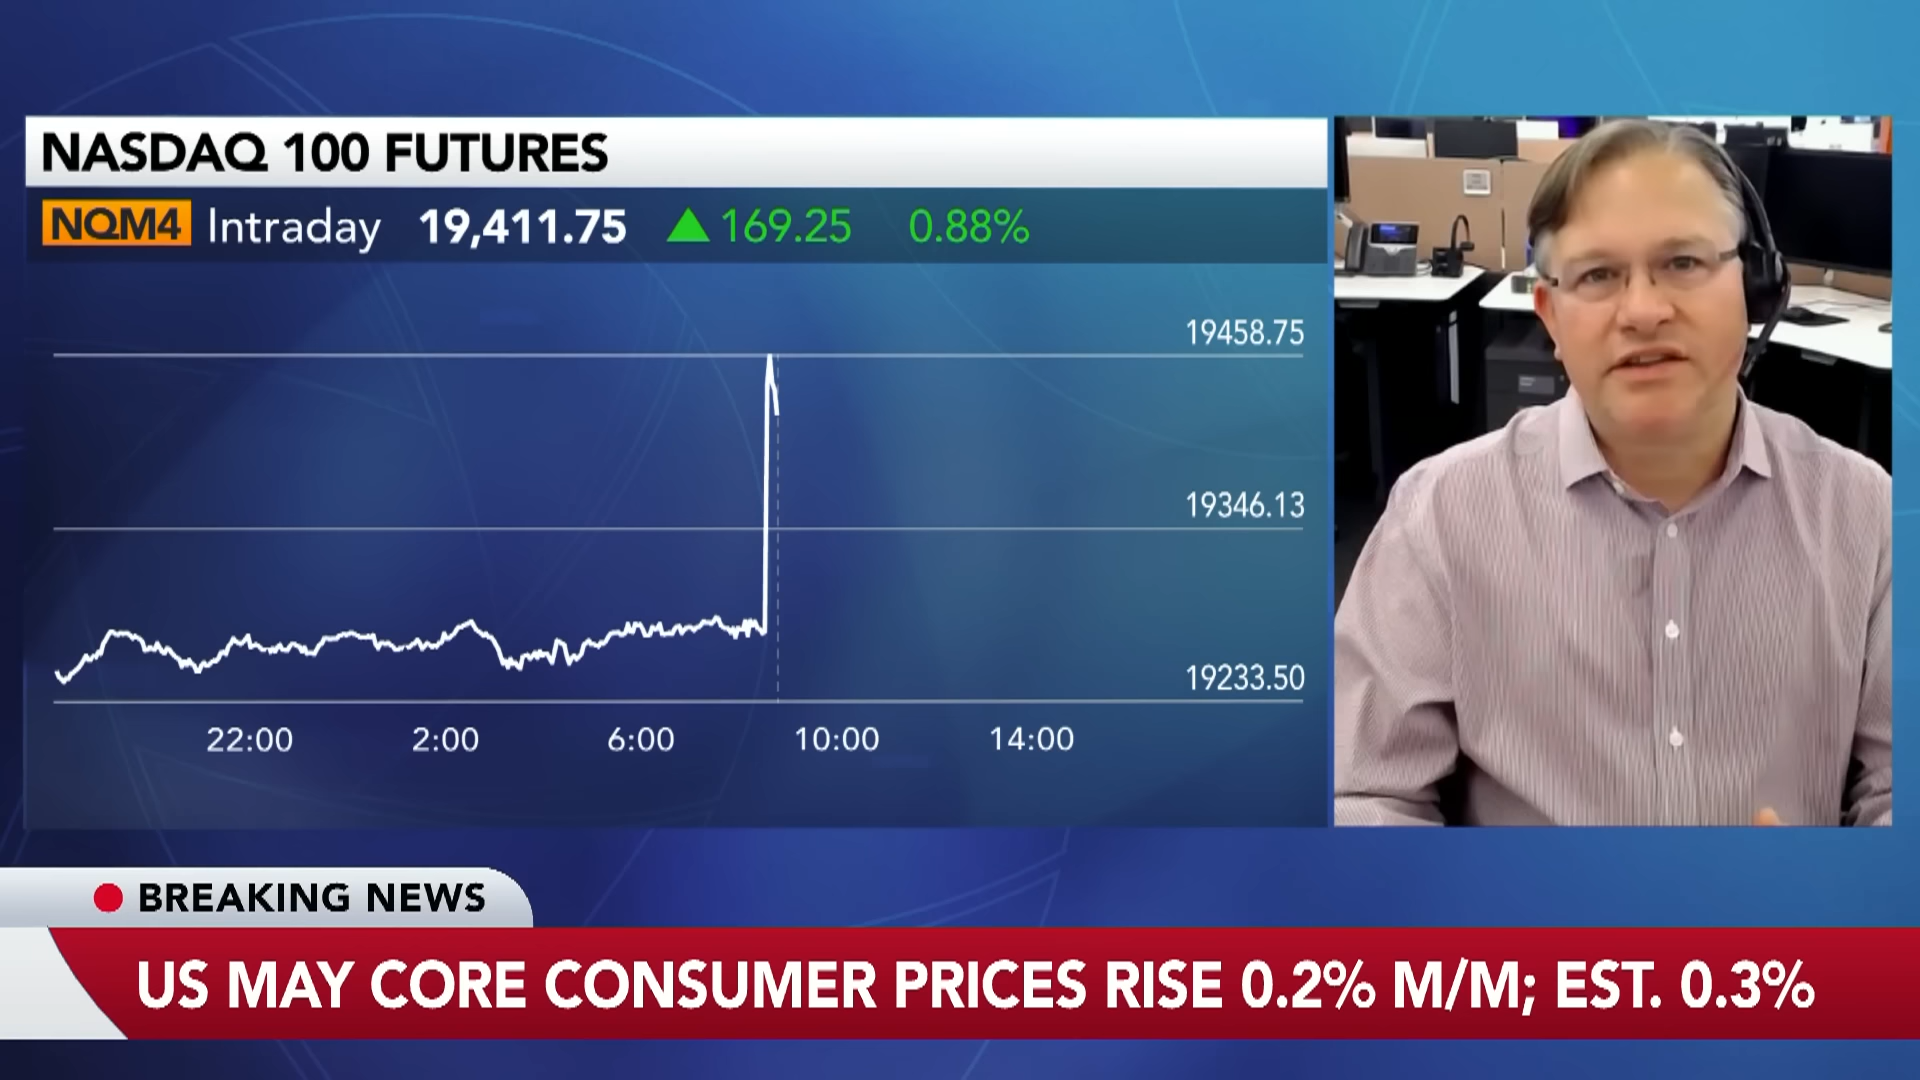 NASDAQ 100 FUTURES
NQM4 Intraday 19,411.75 ▲ 169.25 0.88%
19458.75
19346.13
19233.50
22:00 2:00 6:00 10:00 14:00
BREAKING NEWS
US MAY CORE CONSUMER PRICES RISE 0.2% M/M; EST. 0.3%